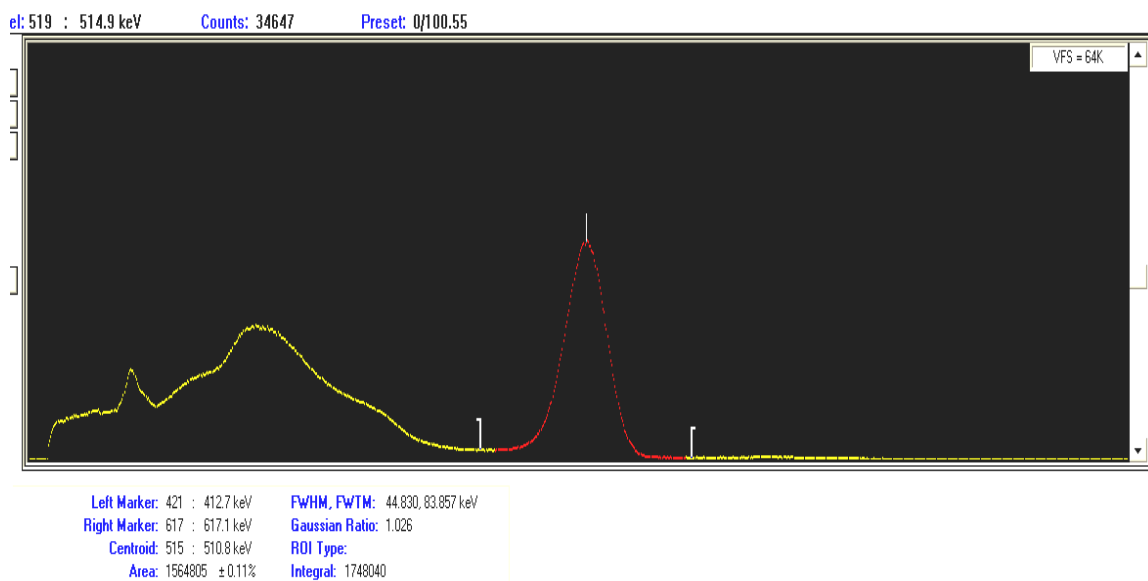 el: 519 : 514.9 keV Counts: 34647 Preset: 0/100.55
VFS = 64K
Left Marker: 421 : 412.7 keV FWHM, FWTM: 44.830, 83.857 keV
Right Marker: 617 : 617.1 keV Gaussian Ratio: 1.026
Centroid: 515 : 510.8 keV ROI Type:
Area: 1564805 ± 0.11% Integral: 1748040